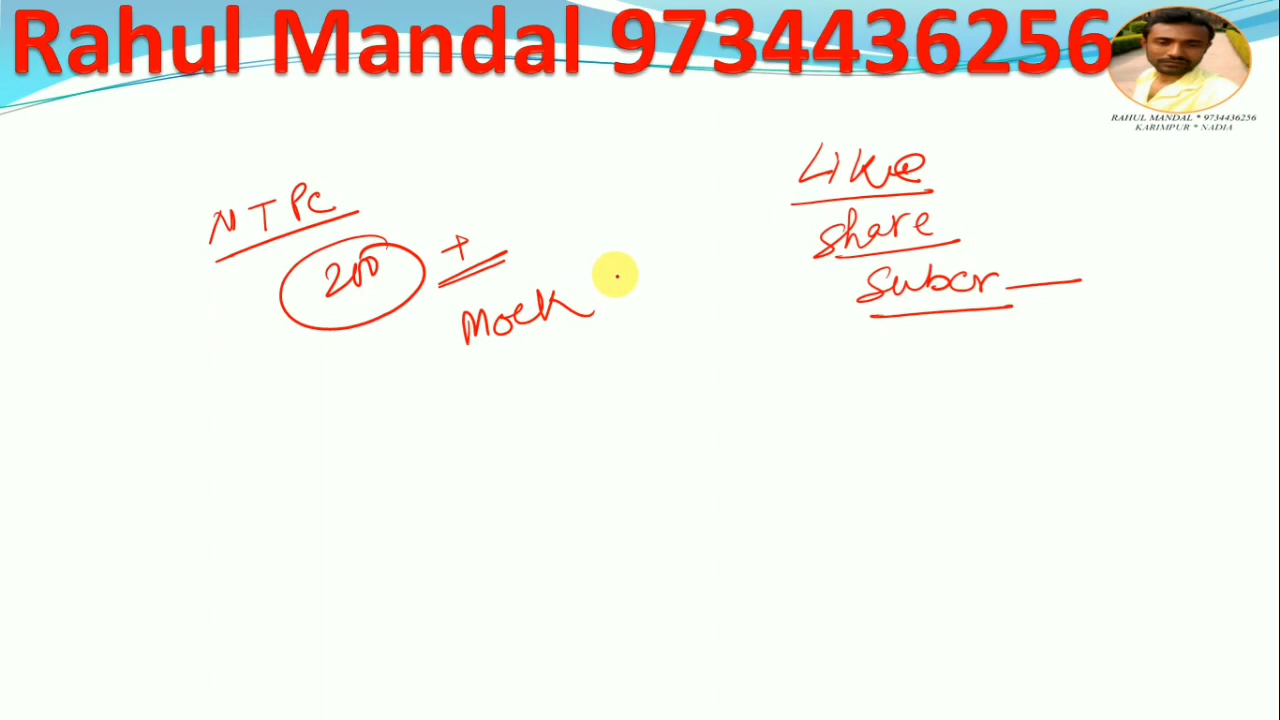 Rahul Mandal 9734436256
RAHUL MANDAL * 9734436256
KARIMPUR * NADIA
Like
share
subcr
NTPC
200 +
Mock